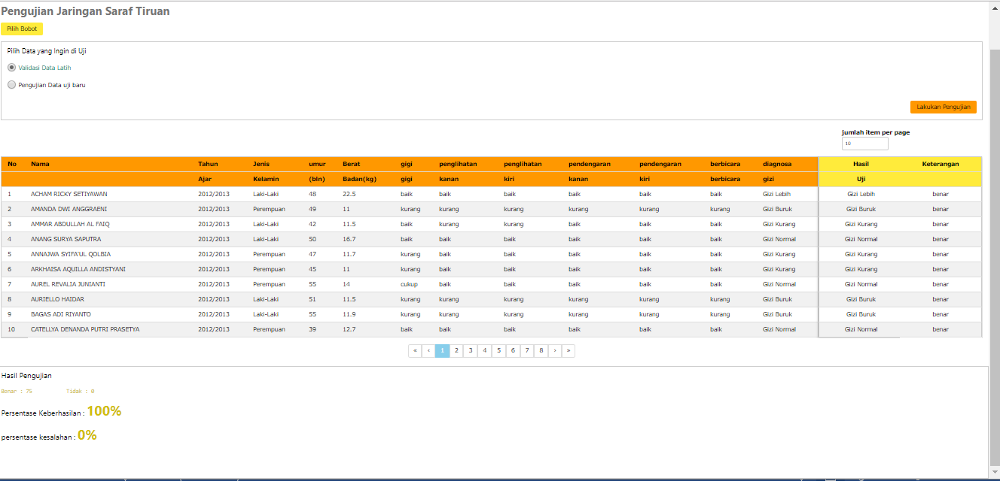 Pengujian Jaringan Saraf Tiruan
Pilih Bobot
Pilih Data yang Ingin di Uji
Validasi Data Latih
Pengujian Data uji baru
Lakukan Pengujian
jumlah item per page
10
No Nama Tahun Jenis umur Berat gigi penglihatan penglihatan pendengaran pendengaran berbicara diagnosa Hasil Keterangan
Ajar Kelamin (bln) Badan(kg) gigi kanan kiri kanan kiri berbicara gizi Uji
1 ACHAM RICKY SETIYAWAN 2012/2013 Laki-Laki 48 22.5 baik baik baik baik baik baik Gizi Lebih Gizi Lebih benar
2 AMANDA DWI ANGGRAENI 2012/2013 Perempuan 49 11 kurang kurang kurang kurang kurang kurang Gizi Buruk Gizi Buruk benar
3 AMMAR ABDULLAH AL FAIQ 2012/2013 Laki-Laki 42 11.5 baik kurang kurang baik baik baik Gizi Kurang Gizi Kurang benar
4 ANANG SURYA SAPUTRA 2012/2013 Laki-Laki 50 16.7 baik baik baik baik baik baik Gizi Normal Gizi Normal benar
5 ANNAJWA SYIFA'UL QOLBIA 2012/2013 Perempuan 47 11.7 kurang baik baik baik baik baik Gizi Kurang Gizi Kurang benar
6 ARKHAISA AQUILLA ANDISTYANI 2012/2013 Perempuan 45 11 kurang baik baik baik baik baik Gizi Kurang Gizi Kurang benar
7 AUREL REVALIA JUNIANTI 2012/2013 Perempuan 55 14 cukup baik baik baik baik baik Gizi Normal Gizi Normal benar
8 AURIELLO HAIDAR 2012/2013 Laki-Laki 51 11.5 kurang kurang kurang kurang kurang kurang Gizi Buruk Gizi Buruk benar
9 BAGAS ADI RIYANTO 2012/2013 Laki-Laki 55 11.9 kurang kurang kurang kurang kurang kurang Gizi Buruk Gizi Buruk benar
10 CATELLYA DENANDA PUTRI PRASETYA 2012/2013 Perempuan 39 12.7 baik baik baik baik baik baik Gizi Normal Gizi Normal benar
« ‹ 1 2 3 4 5 6 7 8 › »
Hasil Pengujian
Benar : 75 Tidak : 0
Persentase Keberhasilan : 100%
persentase kesalahan : 0%